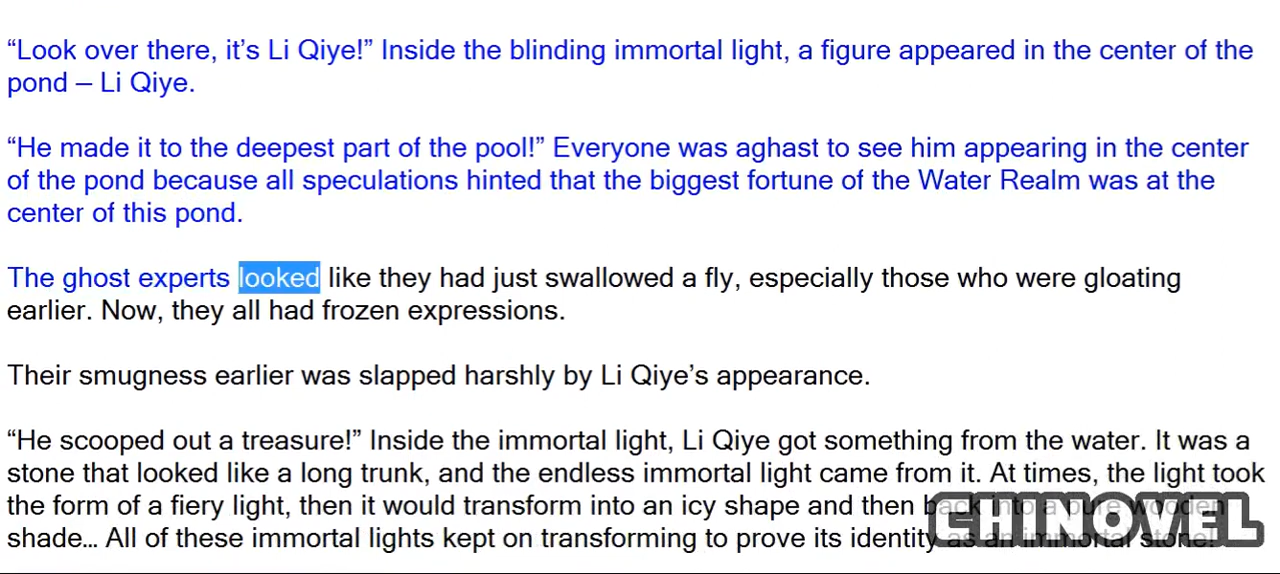 “Look over there, it’s Li Qiye!” Inside the blinding immortal light, a figure appeared in the center of the
pond – Li Qiye.
“He made it to the deepest part of the pool!” Everyone was aghast to see him appearing in the center
of the pond because all speculations hinted that the biggest fortune of the Water Realm was at the
center of this pond.
The ghost experts looked like they had just swallowed a fly, especially those who were gloating
earlier. Now, they all had frozen expressions.
Their smugness earlier was slapped harshly by Li Qiye’s appearance.
“He scooped out a treasure!” Inside the immortal light, Li Qiye got something from the water. It was a
stone that looked like a long trunk, and the endless immortal light came from it. At times, the light took
the form of a fiery light, then it would transform into an icy shape and then back into a pure wooden
shade... All of these immortal lights kept on transforming to prove its identity as an immortal stone!
CHINOVEL